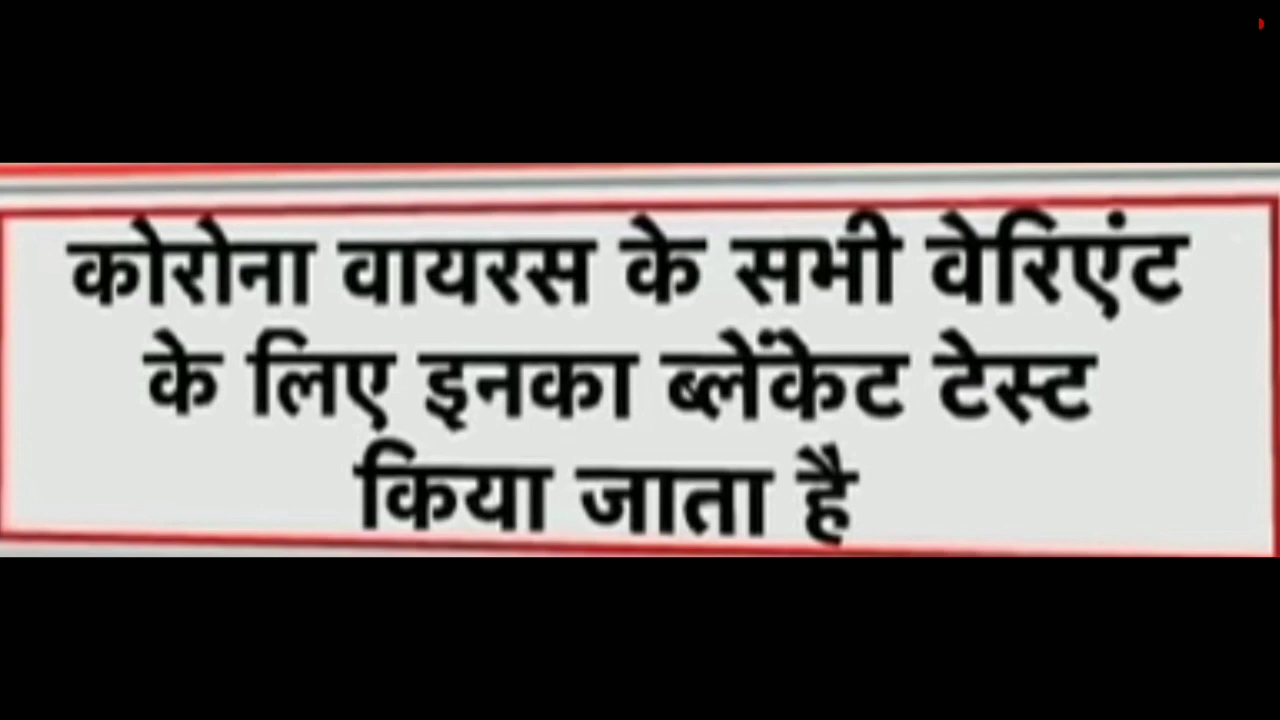 कोरोना वायरस के सभी वेरिएंट
के लिए इनका ब्लेंकेट टेस्ट
किया जाता है